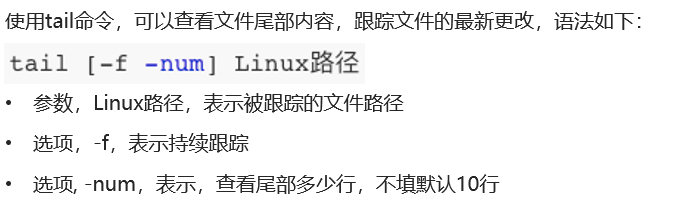 使用tail命令，可以查看文件尾部内容，跟踪文件的最新更改，语法如下：
tail [-f -num] Linux路径
• 参数，Linux路径，表示被跟踪的文件路径
• 选项，-f，表示持续跟踪
• 选项, -num，表示，查看尾部多少行，不填默认10行